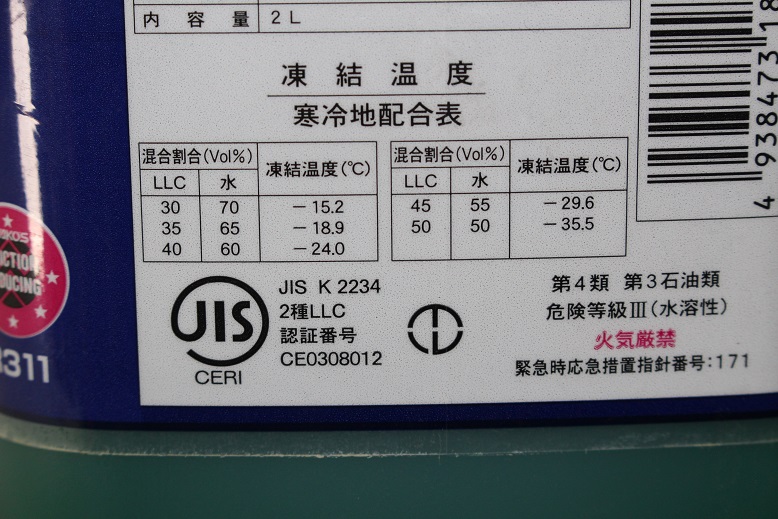 内容量 2L
凍結温度
寒冷地配合表
混合割合(Vol%) 凍結温度(℃)
LLC 水
30 70 −15.2
35 65 −18.9
40 60 −24.0
混合割合(Vol%) 凍結温度(℃)
LLC 水
45 55 −29.6
50 50 −35.5
JIS
CERI
JIS K 2234
2種LLC
認証番号
CE0308012
第4類 第3石油類
危険等級III(水溶性)
火気厳禁
緊急時応急措置指針番号:171
4 938473 18
311